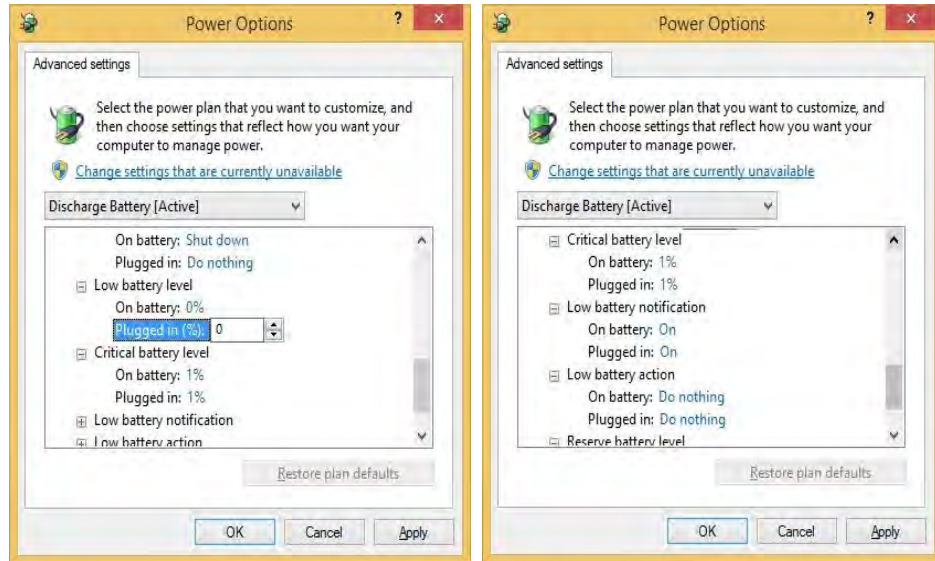 Power Options
?
×
Advanced settings
Select the power plan that you want to customize, and
then choose settings that reflect how you want your
computer to manage power.
Change settings that are currently unavailable
Discharge Battery [Active]
On battery: Shut down
Plugged in: Do nothing
Low battery level
On battery: 0%
Plugged in (%): 0
Critical battery level
On battery: 1%
Plugged in: 1%
Low battery notification
Low battery action
Restore plan defaults
OK Cancel Apply
Power Options
?
×
Advanced settings
Select the power plan that you want to customize, and
then choose settings that reflect how you want your
computer to manage power.
Change settings that are currently unavailable
Discharge Battery [Active]
Critical battery level
On battery: 1%
Plugged in: 1%
Low battery notification
On battery: On
Plugged in: On
Low battery action
On battery: Do nothing
Plugged in: Do nothing
Reserve battery level
Restore plan defaults
OK Cancel Apply